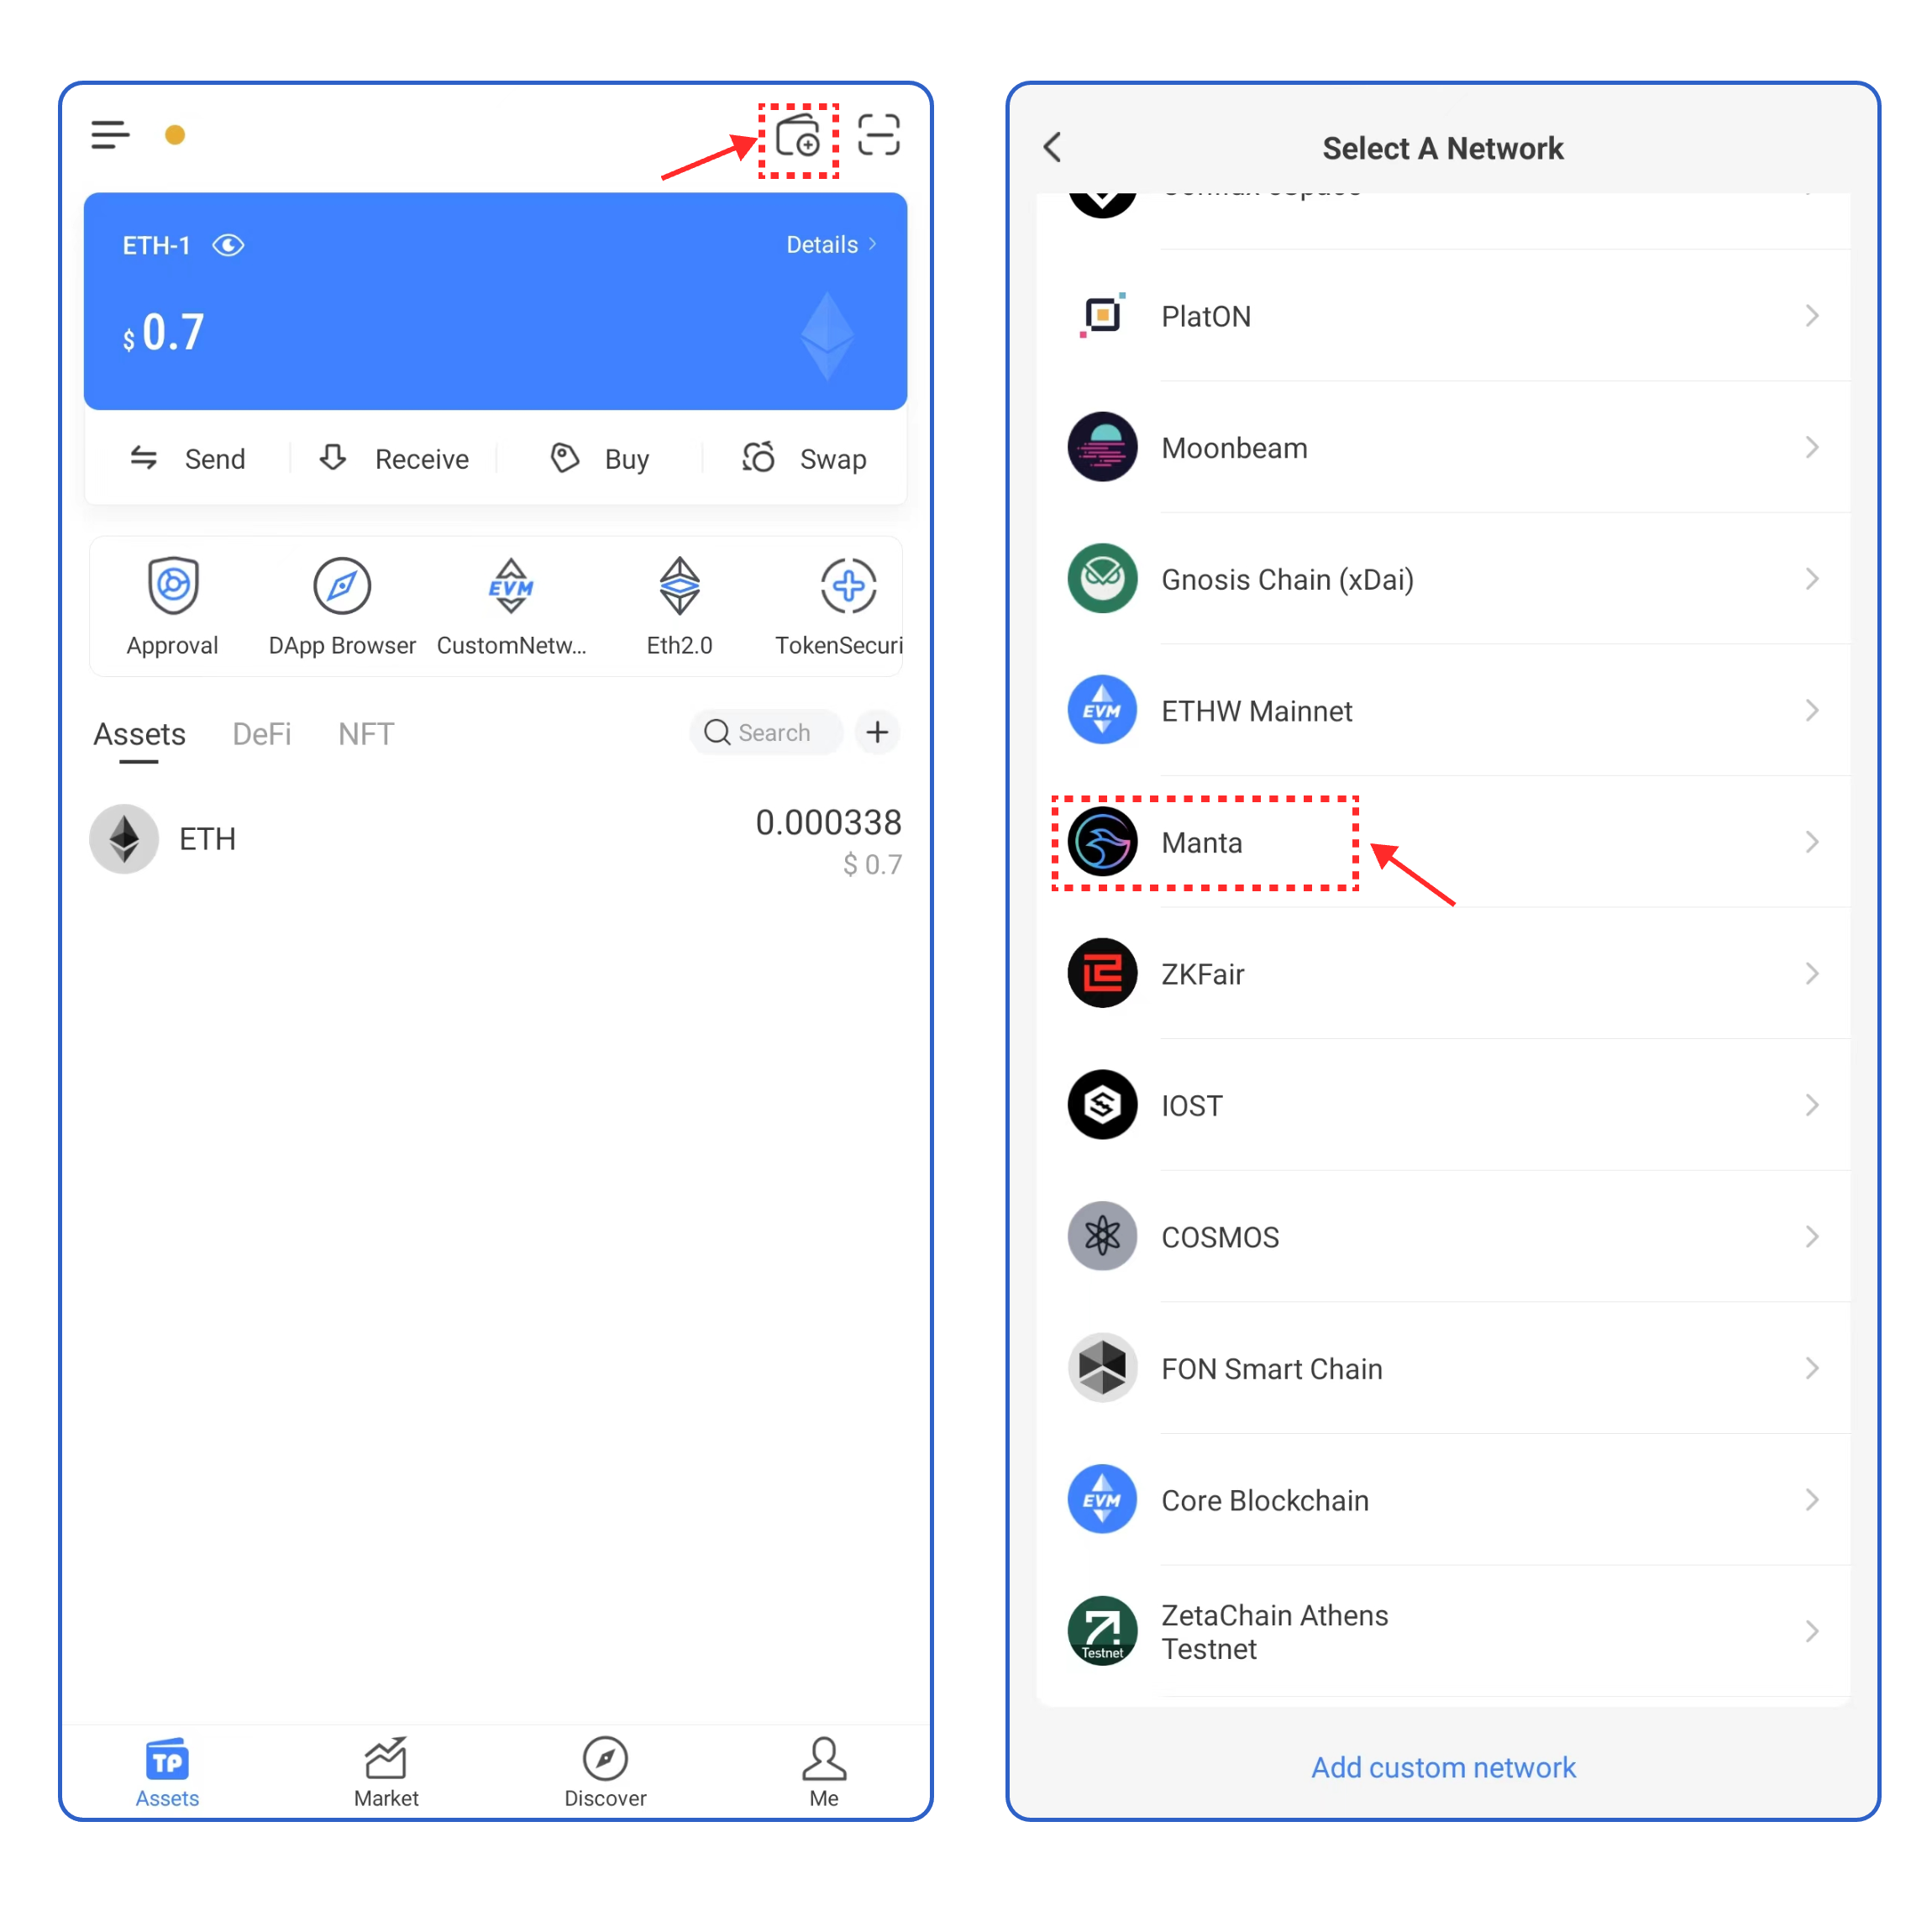 ETH-1
Details
$ 0.7
Send
Receive
Buy
Swap
EVM
Approval
DApp Browser
CustomNetw...
Eth2.0
TokenSecuri
Assets
DeFi
NFT
Search
ETH
0.000338
$ 0.7
TP
Assets
Market
Discover
Me
Select A Network
PlatON
Moonbeam
Gnosis Chain (xDai)
EVM
ETHW Mainnet
Manta
ZKFair
IOST
COSMOS
FON Smart Chain
EVM
Core Blockchain
Testnet
ZetaChain Athens
Testnet
Add custom network